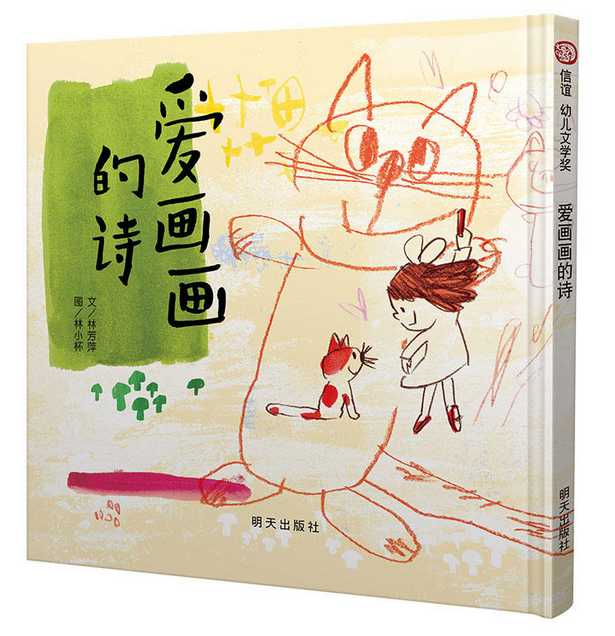 爱画画
的诗
文/林芳萍
图/林小杯
明天出版社
信谊 幼儿文学奖
爱画画的诗
明天出版社